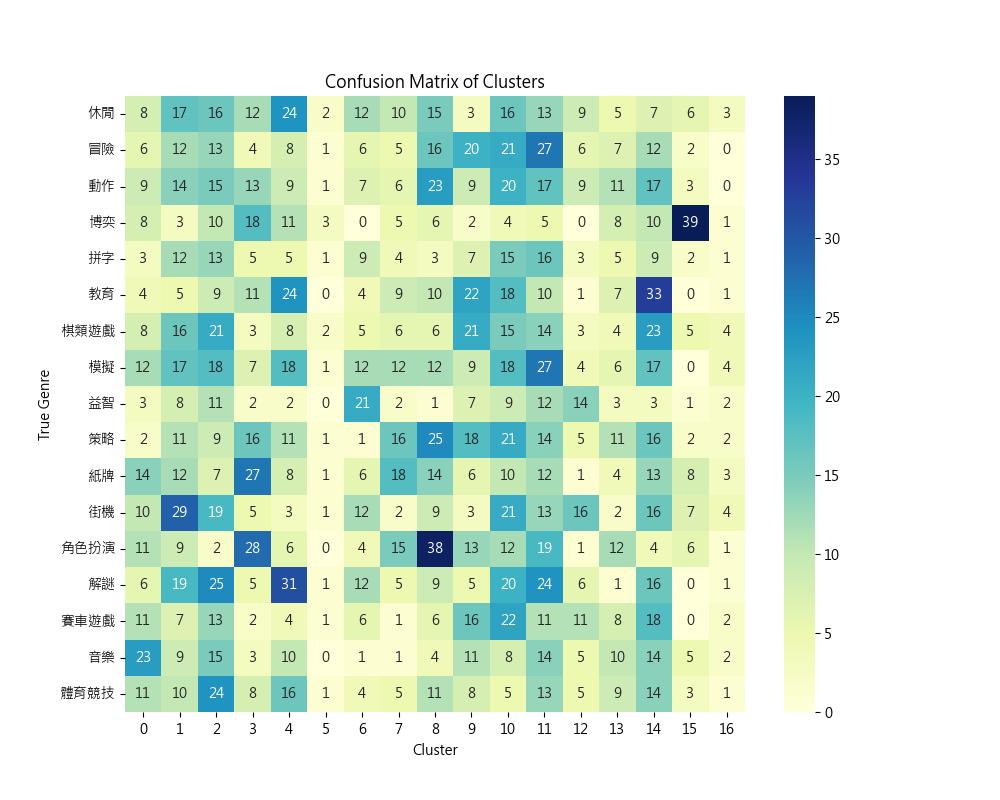 Confusion Matrix of Clusters
休閒 8 17 16 12 24 2 12 10 15 3 16 13 9 5 7 6 3
冒險 6 12 13 4 8 1 6 5 16 20 21 27 6 7 12 2 0
動作 9 14 15 13 9 1 7 6 23 9 20 17 9 11 17 3 0
博奕 8 3 10 18 11 3 0 5 6 2 4 5 0 8 10 39 1
拼字 3 12 13 5 5 1 9 4 3 7 15 16 3 5 9 2 1
教育 4 5 9 11 24 0 4 9 10 22 18 10 1 7 33 0 1
棋類遊戲 8 16 21 3 8 2 5 6 6 21 15 14 3 4 23 5 4
模擬 12 17 18 7 18 1 12 12 12 9 18 27 4 6 17 0 4
益智 3 8 11 2 2 0 21 2 1 7 9 12 14 3 3 1 2
策略 2 11 9 16 11 1 1 16 25 18 21 14 5 11 16 2 2
紙牌 14 12 7 27 8 1 6 18 14 6 10 12 1 4 13 8 3
街機 10 29 19 5 3 1 12 2 9 3 21 13 16 2 16 7 4
角色扮演 11 9 2 28 6 0 4 15 38 13 12 19 1 12 4 6 1
解謎 6 19 25 5 31 1 12 5 9 5 20 24 6 1 16 0 1
賽車遊戲 11 7 13 2 4 1 6 1 6 16 22 11 11 8 18 0 2
音樂 23 9 15 3 10 0 1 1 4 11 8 14 5 10 14 5 2
體育競技 11 10 24 8 16 1 4 5 11 8 5 13 5 9 14 3 1
0 1 2 3 4 5 6 7 8 9 10 11 12 13 14 15 16
Cluster
True Genre
35
30
25
20
15
10
5
0